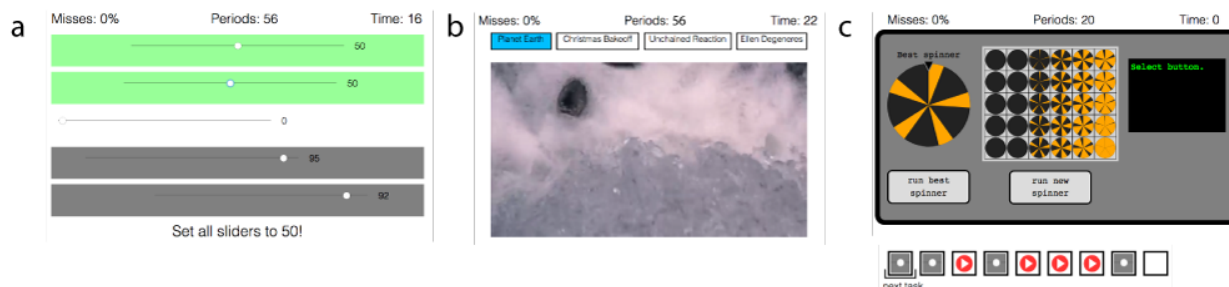 a
Misses: 0% Periods: 56 Time: 16
50
50
0
95
92
Set all sliders to 50!
b
Misses: 0% Periods: 56 Time: 22
Planet Earth Christmas Bakeoff Unchained Reaction Ellen Degeneres
c
Misses: 0% Periods: 20 Time: 0
Best spinner
Select button.
run best
spinner
run new
spinner
next task